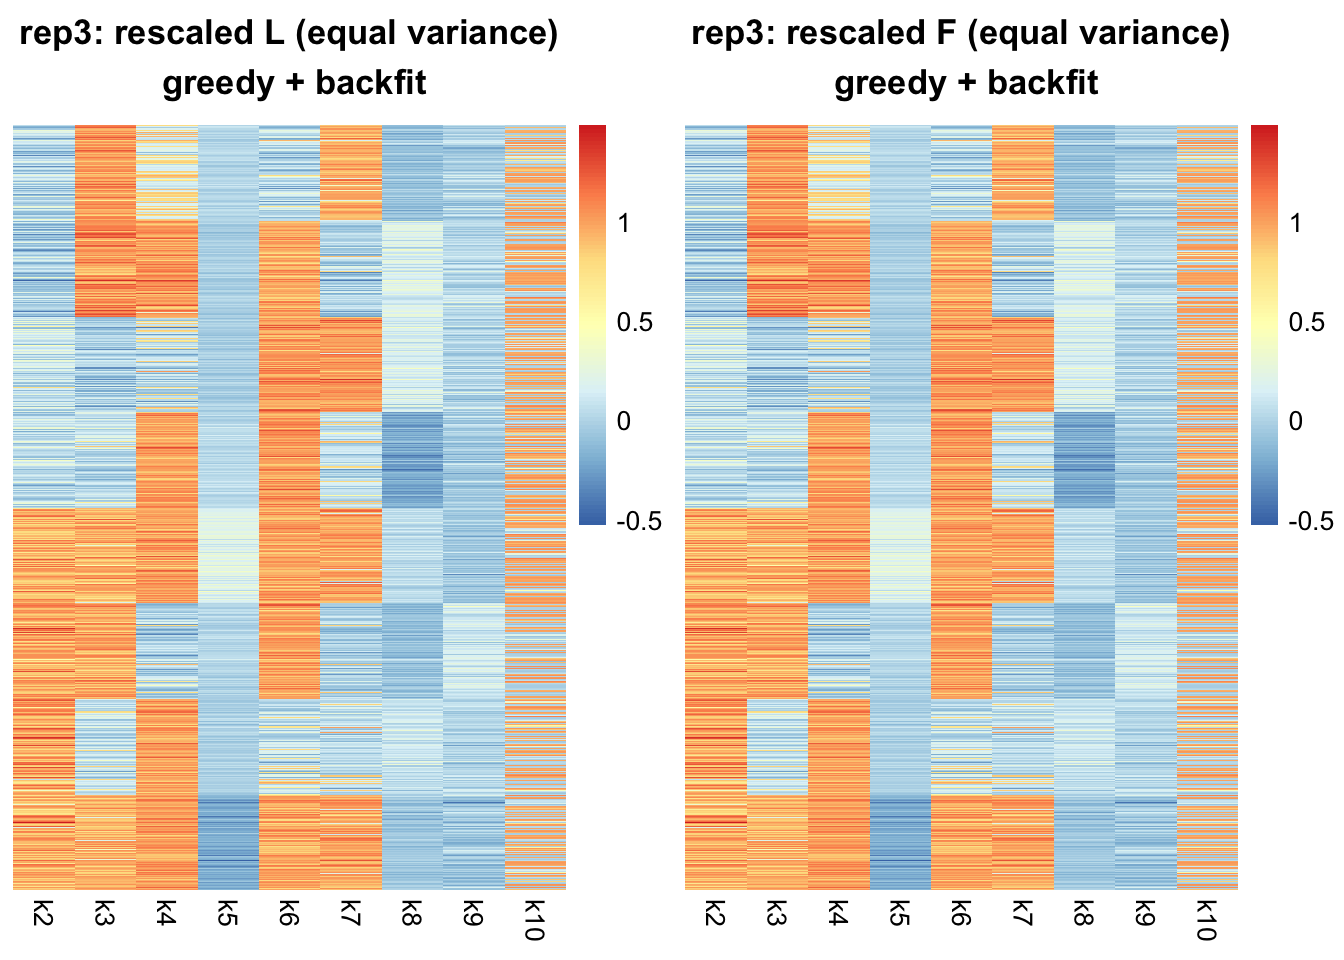 rep3: rescaled L (equal variance)
greedy + backfit
1
0.5
0
-0.5
k2
k3
k4
k5
k6
k7
k8
k9
k10
rep3: rescaled F (equal variance)
greedy + backfit
1
0.5
0
-0.5
k2
k3
k4
k5
k6
k7
k8
k9
k10